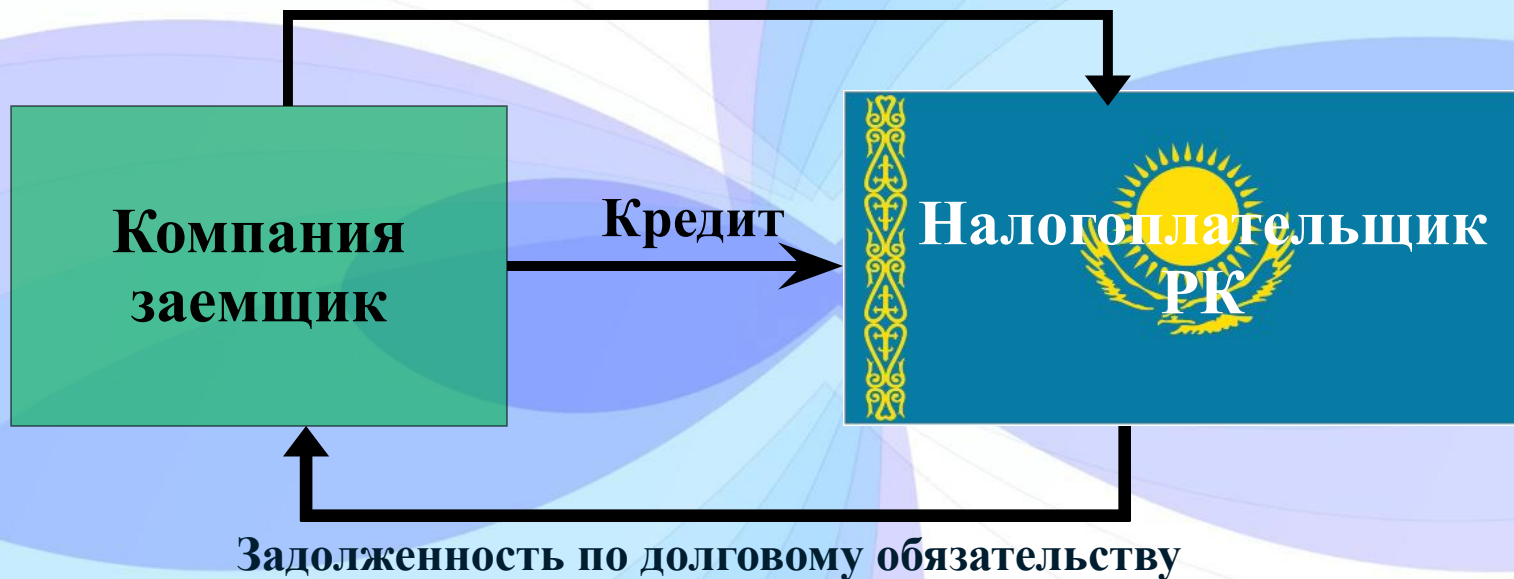 Компания
заемщик
Кредит
Налогоплательщик
РК
Задолженность по долговому обязательству